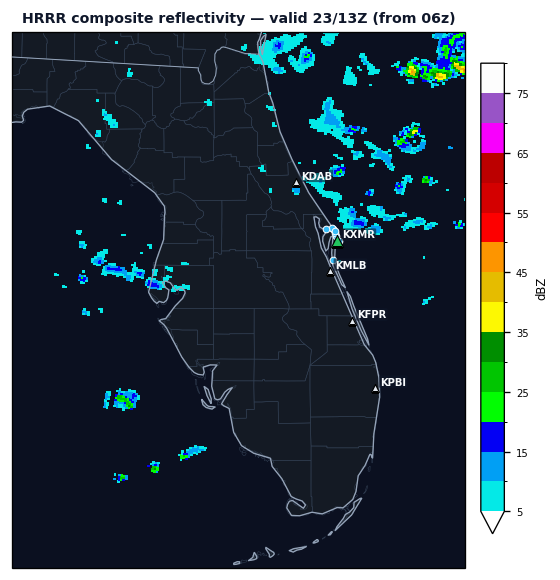 HRRR composite reflectivity — valid 23/13Z (from 06z)
KDAB
KXMR
KMLB
KFPR
KPBI
75
65
55
45
35
25
15
5
dBZ